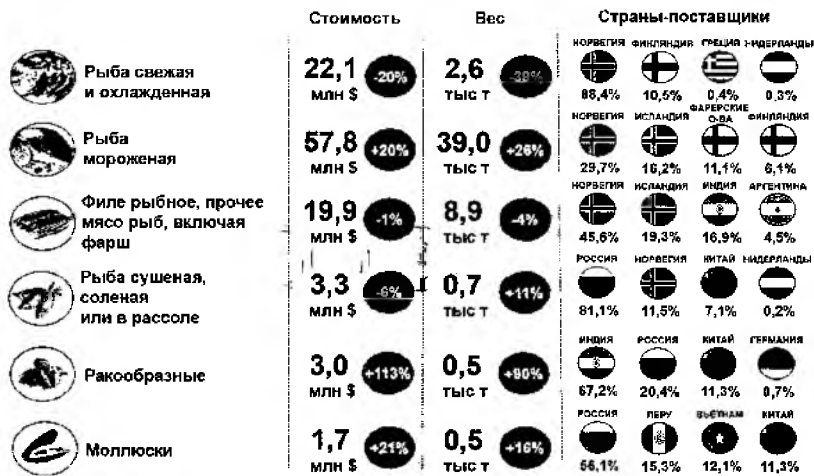 Стоимость Вес Страны-поставщики
НОРВЕГИЯ ФИНЛЯНДИЯ ГРЕЦИЯ НИДЕРЛАНДЫ
Рыба свежая
и охлажденная
22,1
млн $
-20%
2,6
тыс т
88,4% 10,5% 0,4% 0,3%
НОРВЕГИЯ ИСЛАНДИЯ ФАРЕРСКИЕ О-ВА ФИНЛЯНДИЯ
Рыба
мороженая
57,8
млн $
+20%
39,0
тыс т
+26%
29,7% 16,2% 11,1% 6,1%
НОРВЕГИЯ ИСЛАНДИЯ ИНДИЯ АРГЕНТИНА
Филе рыбное, прочее
мясо рыб, включая
фарш
19,9
млн $
-1%
8,9
тыс т
-4%
45,6% 19,3% 16,9% 4,5%
РОССИЯ НОРВЕГИЯ КИТАЙ НИДЕРЛАНДЫ
Рыба сушеная,
соленая
или в рассоле
3,3
млн $
-6%
0,7
тыс т
+11%
81,1% 11,5% 7,1% 0,2%
ИНДИЯ РОССИЯ КИТАЙ ГЕРМАНИЯ
Ракообразные
3,0
млн $
+113%
0,5
тыс т
+90%
67,2% 20,4% 11,3% 0,7%
РОССИЯ ПЕРУ ВЬЕТНАМ КИТАЙ
Моллюски
1,7
млн $
+21%
0,5
тыс т
+16%
56,1% 15,3% 12,1% 11,3%